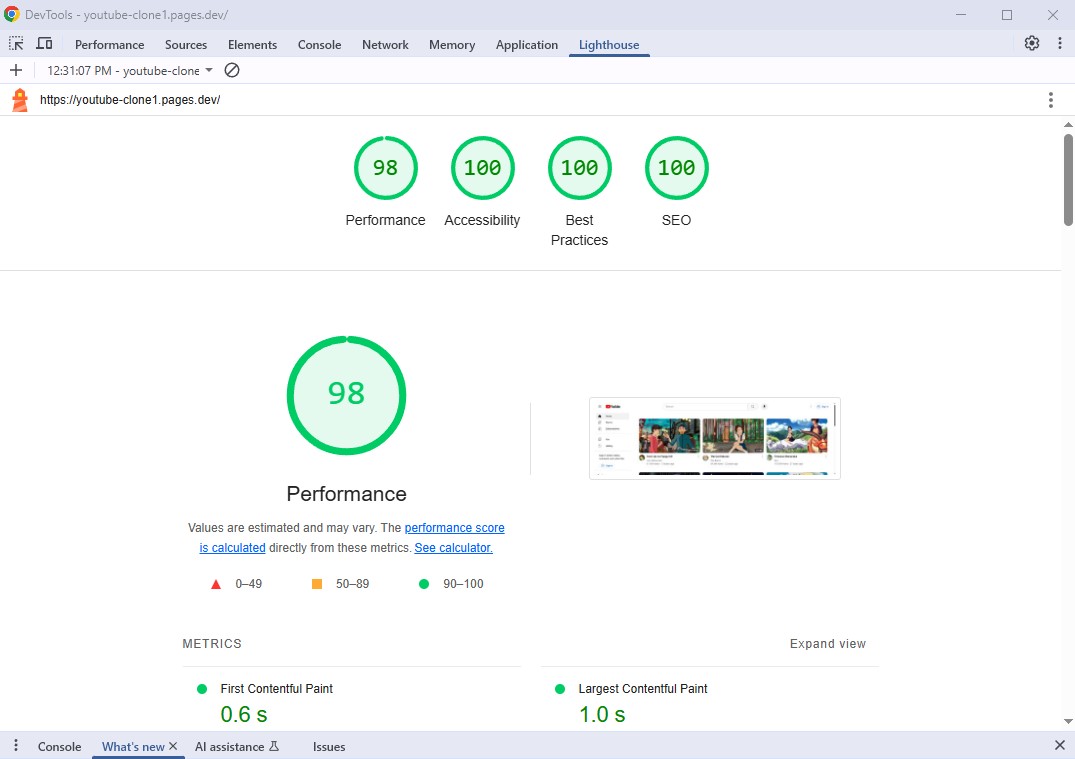 DevTools - youtube-clone1.pages.dev/
Performance Sources Elements Console Network Memory Application Lighthouse
12:31:07 PM - youtube-clone
https://youtube-clone1.pages.dev/
98 100 100 100
Performance Accessibility Best Practices SEO
98
Performance
Values are estimated and may vary. The performance score
is calculated directly from these metrics. See calculator.
0–49 50–89 90–100
METRICS Expand view
First Contentful Paint Largest Contentful Paint
0.6 s 1.0 s
Console What's new AI assistance Issues